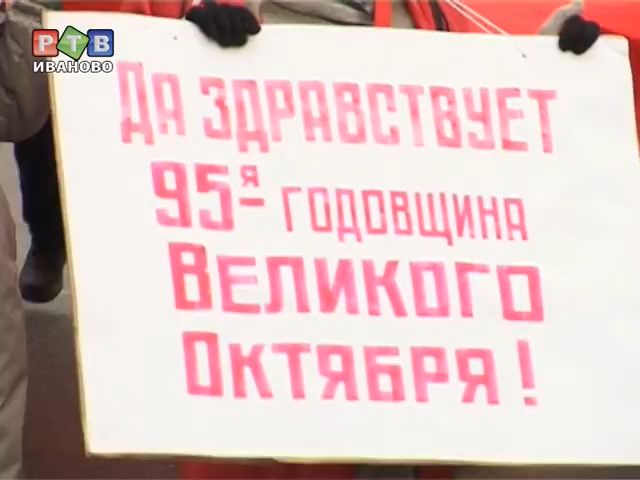 РТВ
ИВАНОВО
Да здравствует
95я годовщина
Великого
Октября!